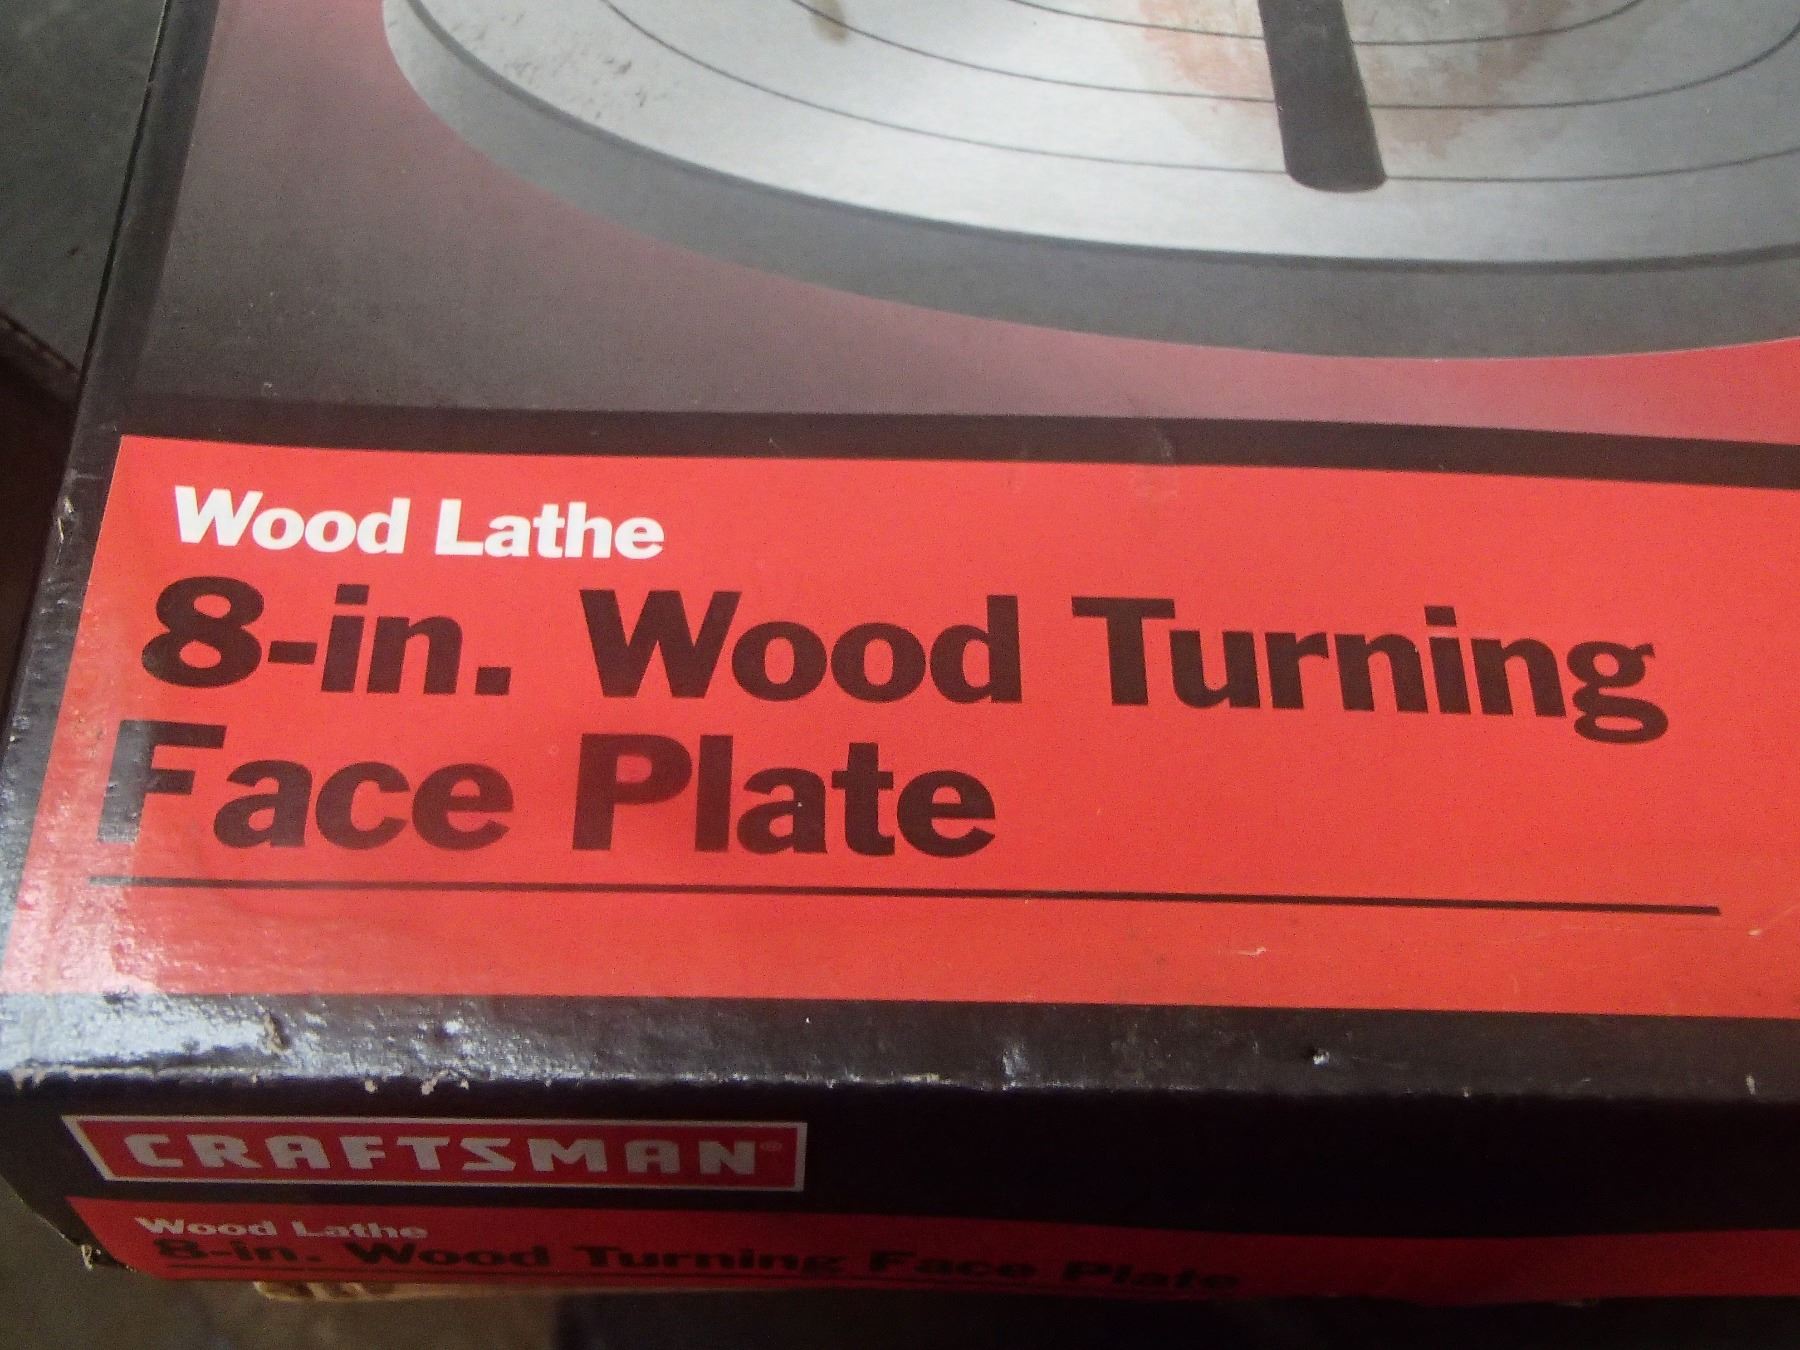 Wood Lathe
8-in. Wood Turning
Face Plate
CRAFTSMAN®
Wood Lathe
8-in. Wood Turning Face Plate